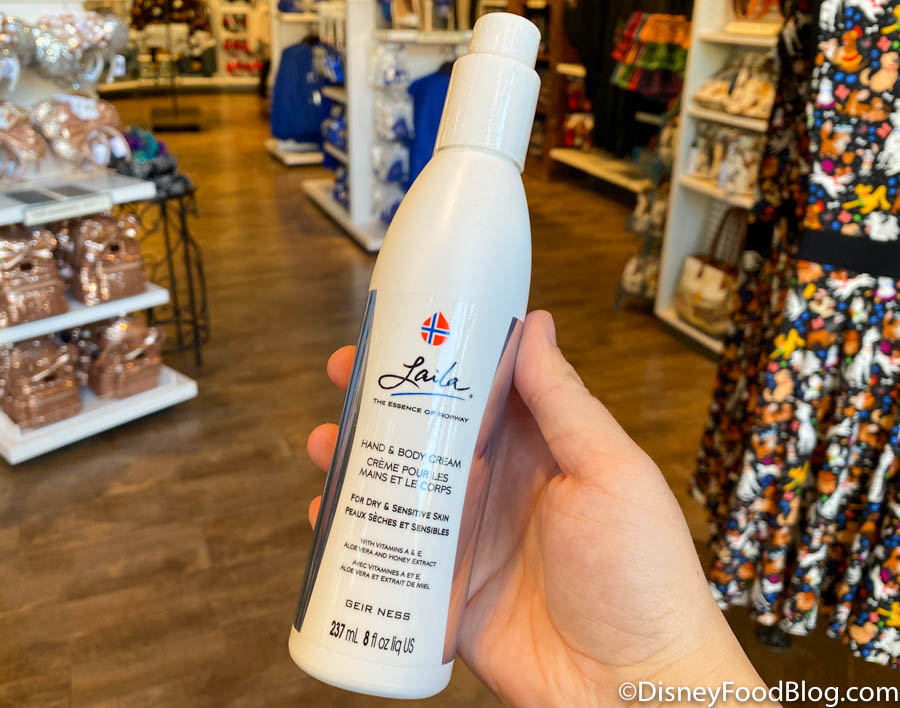 Laila®
THE ESSENCE OF NORWAY
HAND & BODY CREAM
CRÈME POUR LES
MAINS ET LE CORPS
FOR DRY & SENSITIVE SKIN
PEAUX SÈCHES ET SENSIBLES
WITH VITAMINS A & E,
ALOE VERA AND HONEY EXTRACT
AVEC VITAMINES A ET E,
ALOE VERA ET EXTRAIT DE MIEL
GEIR NESS
237 mL 8 fl oz liq US
©DisneyFoodBlog.com